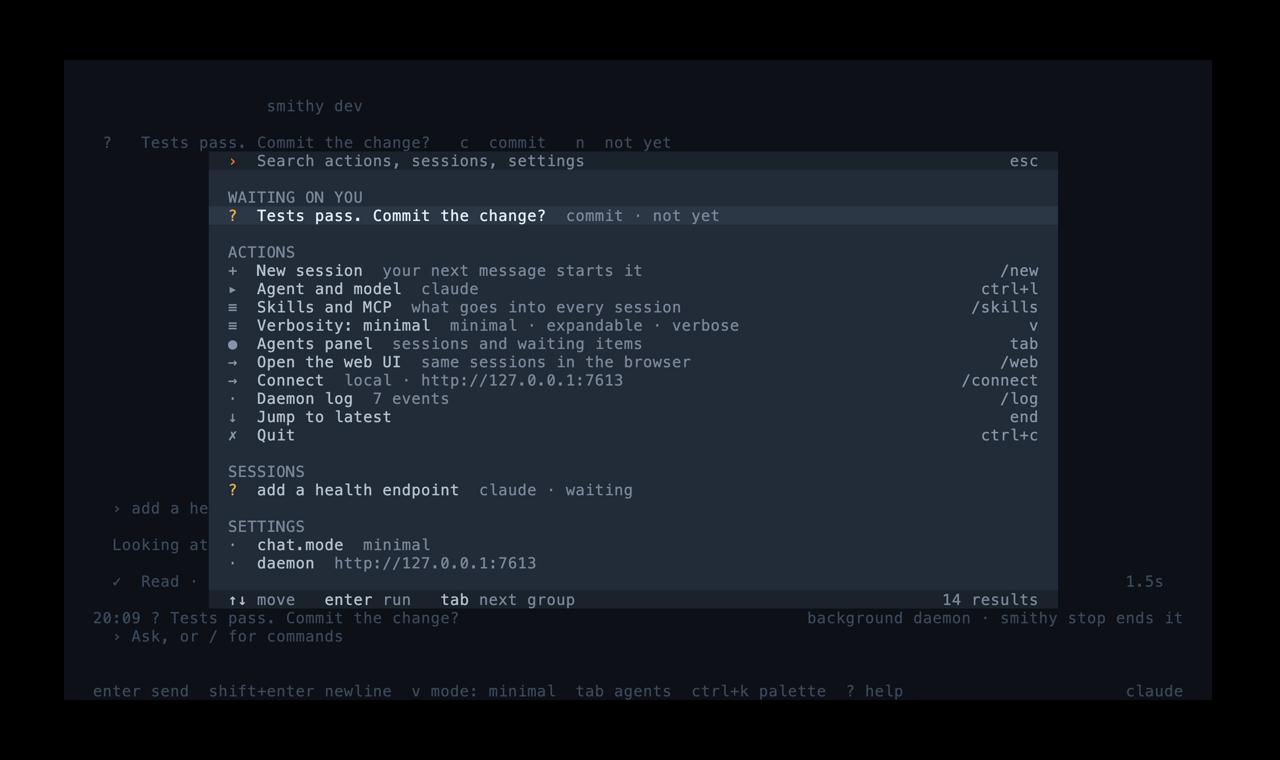 smithy dev
? Tests pass. Commit the change? c commit n not yet
› Search actions, sessions, settings esc
WAITING ON YOU
? Tests pass. Commit the change? commit · not yet
ACTIONS
+ New session your next message starts it /new
▸ Agent and model claude ctrl+l
≡ Skills and MCP what goes into every session /skills
≡ Verbosity: minimal minimal · expandable · verbose v
● Agents panel sessions and waiting items tab
→ Open the web UI same sessions in the browser /web
→ Connect local · http://127.0.0.1:7613 /connect
· Daemon log 7 events /log
↓ Jump to latest end
✗ Quit ctrl+c
SESSIONS
? add a health endpoint claude · waiting
› add a he
SETTINGS
Looking at
· chat.mode minimal
· daemon http://127.0.0.1:7613
✓ Read · 1.5s
↑↓ move enter run tab next group 14 results
20:09 ? Tests pass. Commit the change? background daemon · smithy stop ends it
› Ask, or / for commands
enter send shift+enter newline v mode: minimal tab agents ctrl+k palette ? help claude